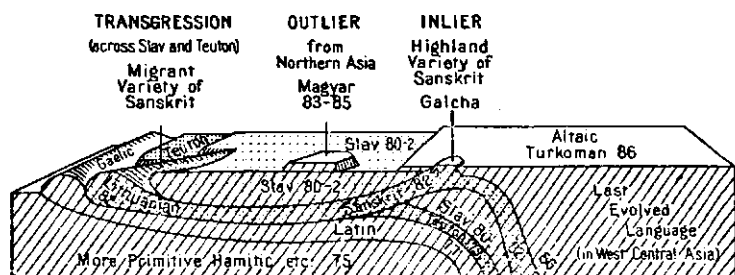 TRANSGRESSION
(across Slav and Teuton)
Migrant
Variety of
Sanskrit
OUTLIER
from
Northern Asia
Magyar
83-85
INLIER
Highland
Variety of
Sanskrit
Galcha
Gaelic
Teuton
Slav 80-2
Altaic
Turkoman 86
Lithuanian
Slav 80-2
Sanskrit 82
Slav 80
Latin
Last
Evolved
Language
(in West Central Asia)
More Primitive Hamitic etc. 75